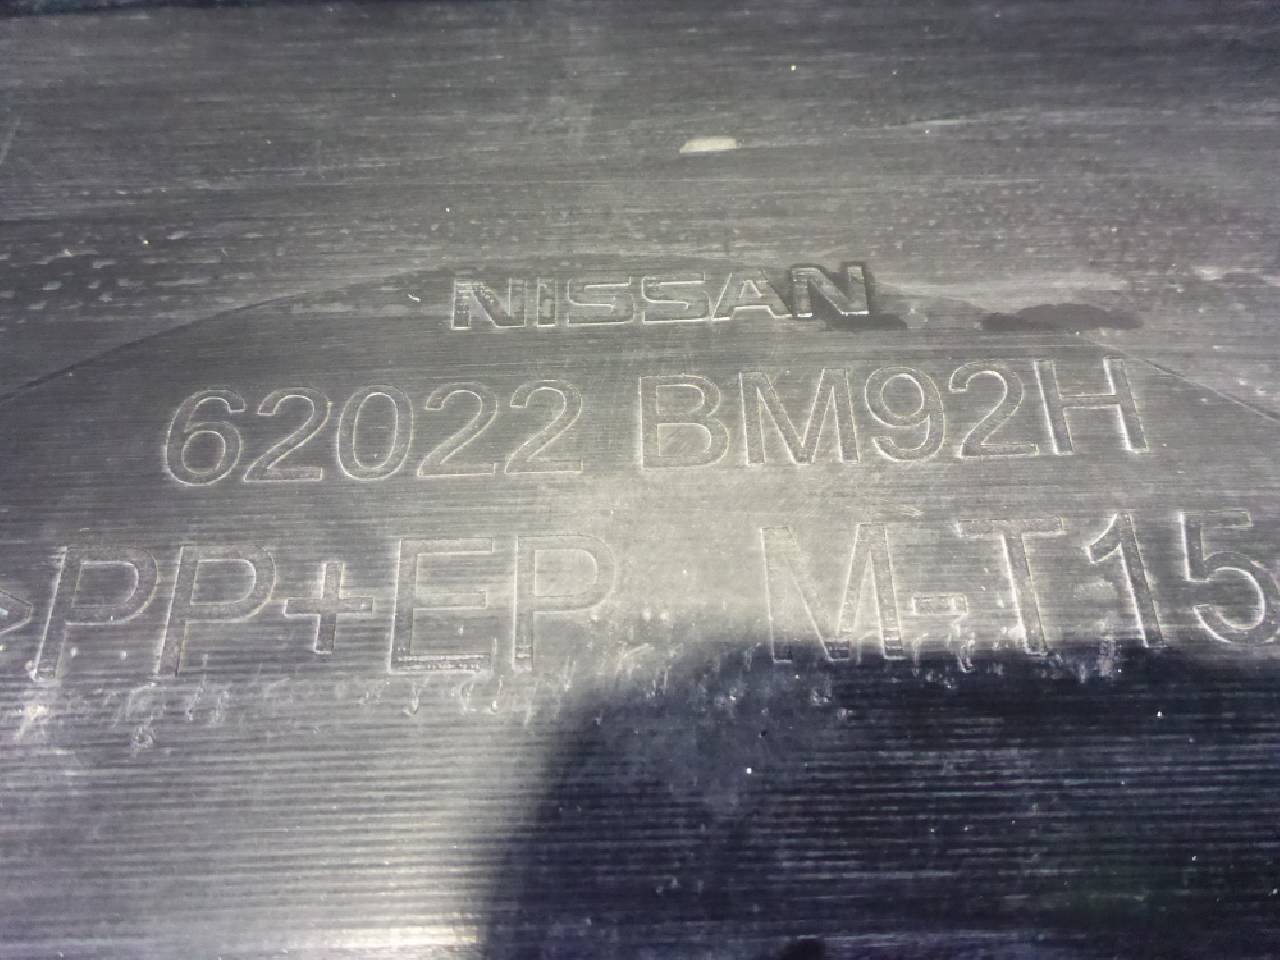 NISSAN
62022 BM92H
>PP+EP M-T15